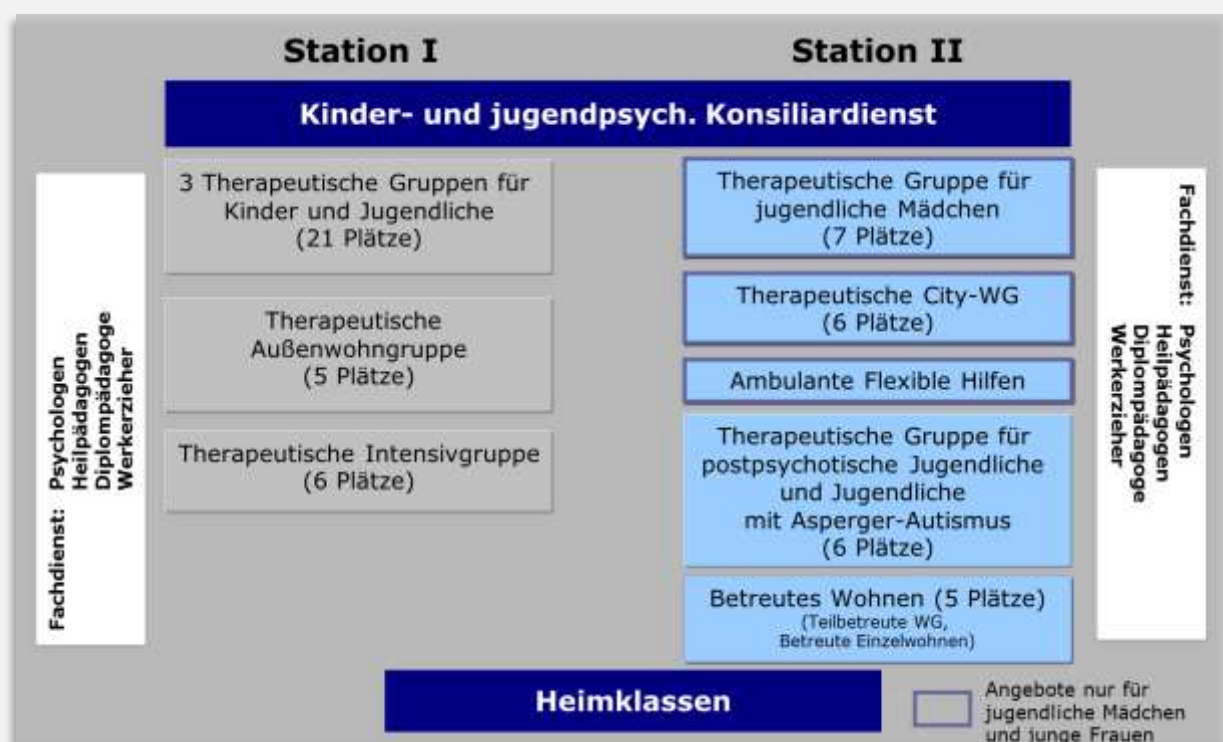 Station I
Station II
Kinder- und jugendpsych. Konsiliardienst
Fachdienst: Psychologen
Heilpädagogen
Diplompädagoge
Werkerzieher
3 Therapeutische Gruppen für
Kinder und Jugendliche
(21 Plätze)
Therapeutische
Außenwohngruppe
(5 Plätze)
Therapeutische Intensivgruppe
(6 Plätze)
Therapeutische Gruppe für
jugendliche Mädchen
(7 Plätze)
Therapeutische City-WG
(6 Plätze)
Ambulante Flexible Hilfen
Therapeutische Gruppe für
postpsychotische Jugendliche
und Jugendliche
mit Asperger-Autismus
(6 Plätze)
Betreutes Wohnen (5 Plätze)
(Teilbetreute WG,
Betreute Einzelwohnen)
Fachdienst: Psychologen
Heilpädagogen
Diplompädagoge
Werkerzieher
Heimklassen
Angebote nur für
jugendliche Mädchen
und junge Frauen